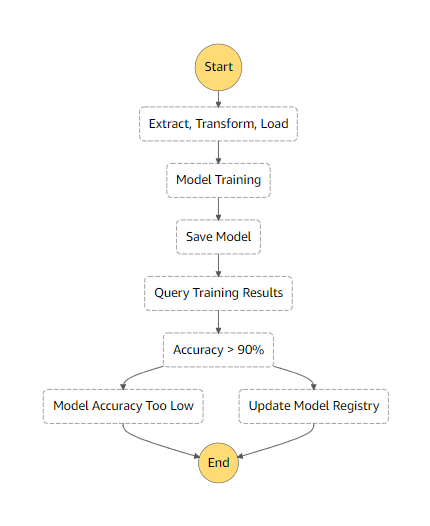 Start
Extract, Transform, Load
Model Training
Save Model
Query Training Results
Accuracy > 90%
Model Accuracy Too Low
Update Model Registry
End